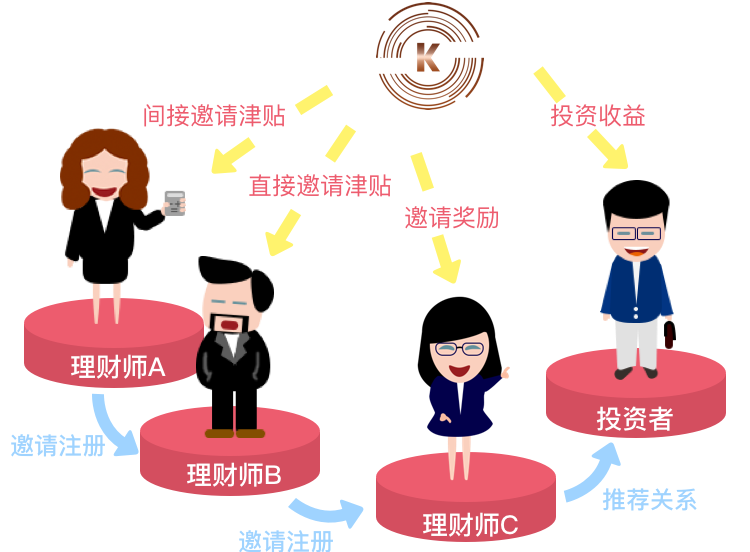 K
间接邀请津贴
投资收益
直接邀请津贴
邀请奖励
理财师A
投资者
邀请注册
理财师B
推荐关系
理财师C
邀请注册